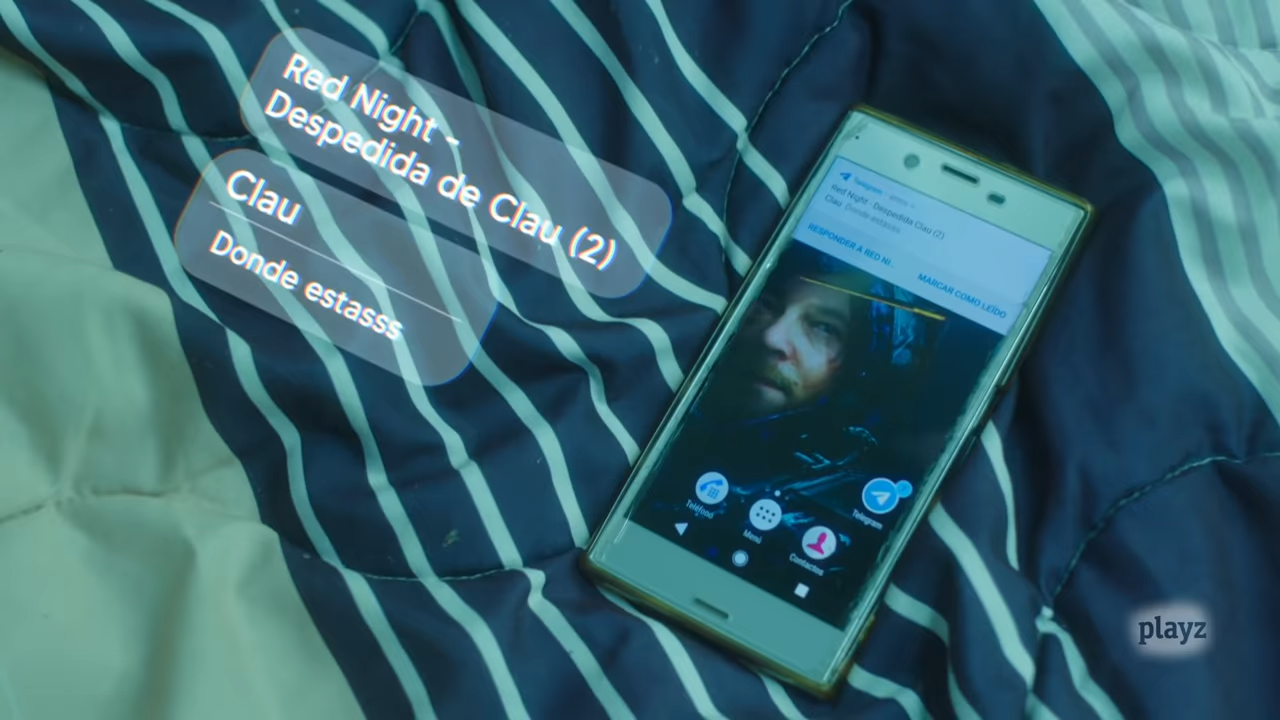 Red Night -
Despedida de Clau (2)
Clau
Donde estasss
Telegram
Red Night - Despedida Clau (2)
Clau Donde estasss
RESPONDER A RED NI...
MARCAR COMO LEÍDO
Teléfono
Menú
Contactos
Telegram
playz